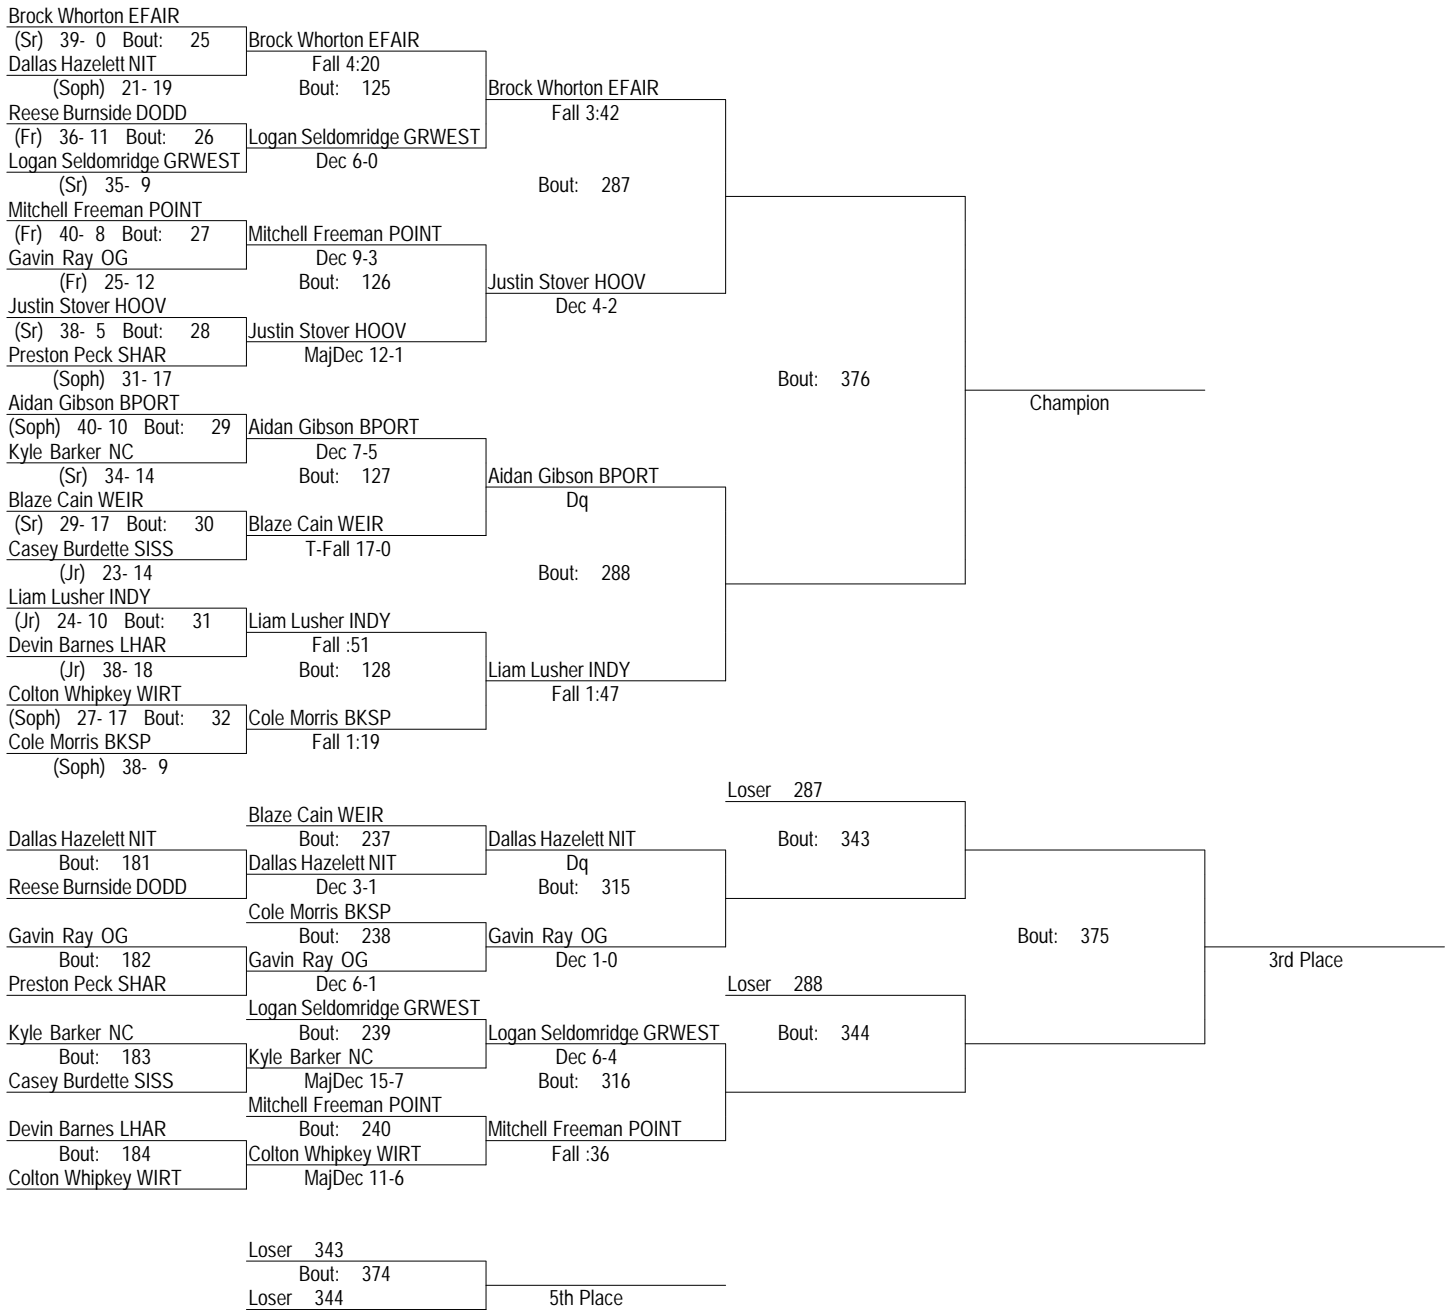 Brock Whorton EFAIR
(Sr) 39- 0 Bout: 25 Brock Whorton EFAIR
Dallas Hazelett NIT Fall 4:20
(Soph) 21- 19 Bout: 125 Brock Whorton EFAIR
Reese Burnside DODD Fall 3:42
(Fr) 36- 11 Bout: 26 Logan Seldomridge GRWEST
Logan Seldomridge GRWEST Dec 6-0
(Sr) 35- 9 Bout: 287
Mitchell Freeman POINT
(Fr) 40- 8 Bout: 27 Mitchell Freeman POINT
Gavin Ray OG Dec 9-3
(Fr) 25- 12 Bout: 126 Justin Stover HOOV
Justin Stover HOOV Dec 4-2
(Sr) 38- 5 Bout: 28 Justin Stover HOOV
Preston Peck SHAR MajDec 12-1
(Soph) 31- 17 Bout: 376
Aidan Gibson BPORT Champion
(Soph) 40- 10 Bout: 29 Aidan Gibson BPORT
Kyle Barker NC Dec 7-5
(Sr) 34- 14 Bout: 127 Aidan Gibson BPORT
Blaze Cain WEIR Dq
(Sr) 29- 17 Bout: 30 Blaze Cain WEIR
Casey Burdette SISS T-Fall 17-0
(Jr) 23- 14 Bout: 288
Liam Lusher INDY
(Jr) 24- 10 Bout: 31 Liam Lusher INDY
Devin Barnes LHAR Fall :51
(Jr) 38- 18 Bout: 128 Liam Lusher INDY
Colton Whipkey WIRT Fall 1:47
(Soph) 27- 17 Bout: 32 Cole Morris BKSP
Cole Morris BKSP Fall 1:19
(Soph) 38- 9
Loser 287
Blaze Cain WEIR
Dallas Hazelett NIT Bout: 237 Dallas Hazelett NIT Bout: 343
Bout: 181 Dallas Hazelett NIT Dq
Reese Burnside DODD Dec 3-1 Bout: 315
Cole Morris BKSP
Gavin Ray OG Bout: 238 Gavin Ray OG Bout: 375
Bout: 182 Gavin Ray OG Dec 1-0 3rd Place
Preston Peck SHAR Dec 6-1 Loser 288
Logan Seldomridge GRWEST
Kyle Barker NC Bout: 239 Logan Seldomridge GRWEST Bout: 344
Bout: 183 Kyle Barker NC Dec 6-4
Casey Burdette SISS MajDec 15-7 Bout: 316
Mitchell Freeman POINT
Devin Barnes LHAR Bout: 240 Mitchell Freeman POINT
Bout: 184 Colton Whipkey WIRT Fall :36
Colton Whipkey WIRT MajDec 11-6
Loser 343
Bout: 374
Loser 344 5th Place